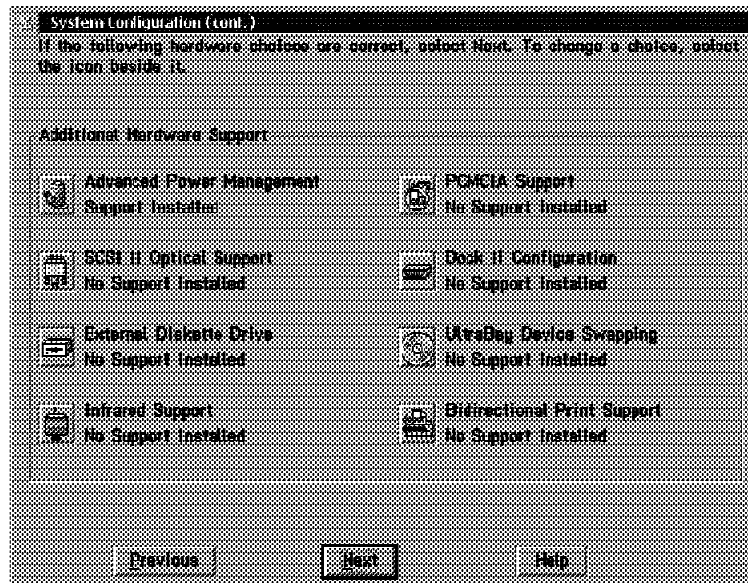 System Configuration (cont.)
If the following hardware choices are correct, select Next. To change a choice, select
the icon beside it.
Additional Hardware Support
Advanced Power Management
Support Installed
PCMCIA Support
No Support Installed
SCSI II Optical Support
No Support Installed
Dock II Configuration
No Support Installed
External Diskette Drive
No Support Installed
UltraBay Device Swapping
No Support Installed
Infrared Support
No Support Installed
Bidirectional Print Support
No Support Installed
Previous
Next
Help